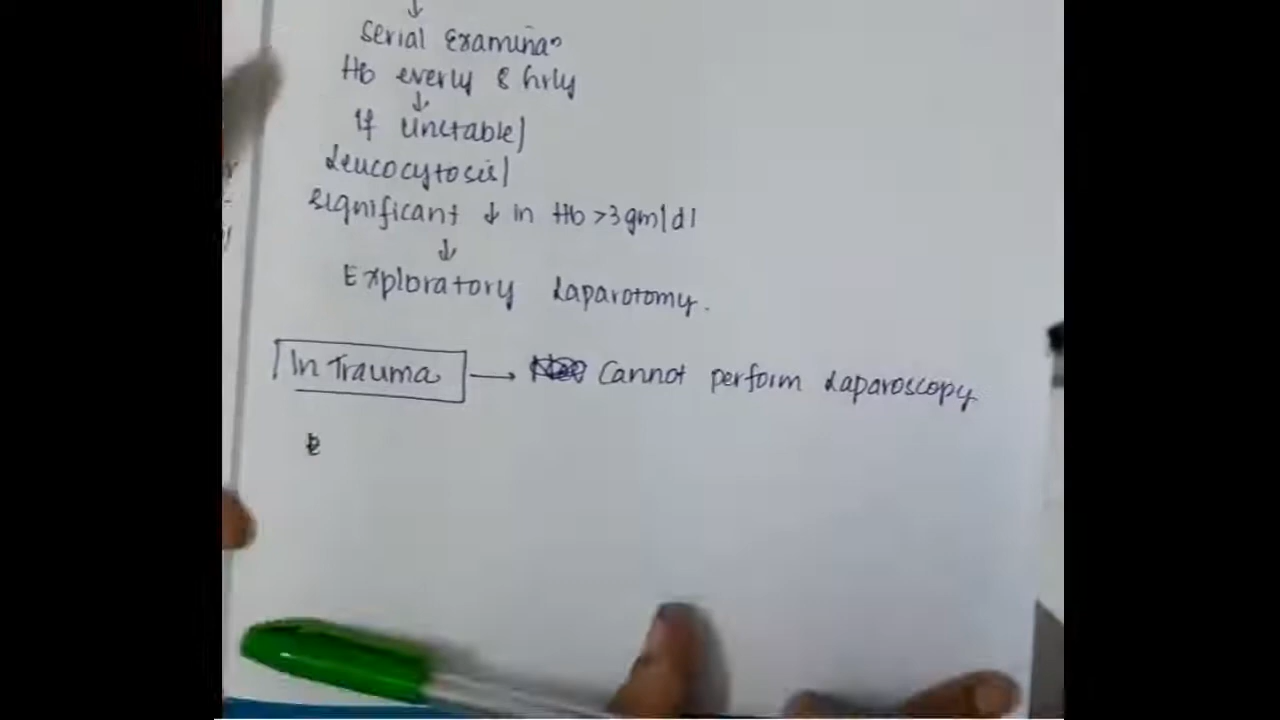 ↓
Serial Examinaⁿ
Hb every 8 hrly
↓
If Unstable/
Leucocytosis/
significant ↓ in Hb >3gm/dl
↓
Exploratory Laparotomy.
In Trauma → Cannot perform Laparoscopy